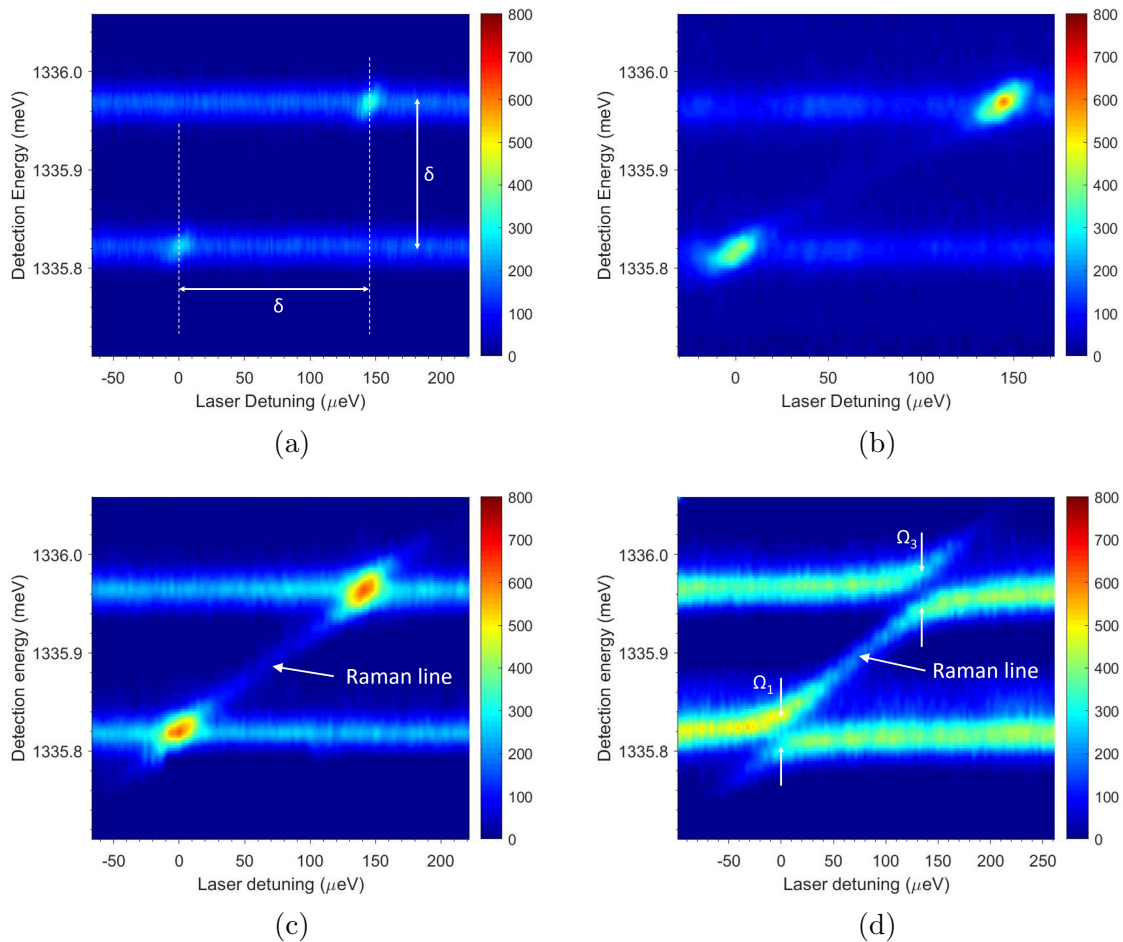 800
700
600
500
400
300
200
100
0
1336.0
1335.9
1335.8
Detection Energy (meV)
δ
δ
-50 0 50 100 150 200
Laser Detuning (μeV)
(a)
800
700
600
500
400
300
200
100
0
1336.0
1335.9
1335.8
Detection Energy (meV)
0 50 100 150
Laser Detuning (μeV)
(b)
800
700
600
500
400
300
200
100
0
1336.0
1335.9
1335.8
Detection energy (meV)
Raman line
-50 0 50 100 150 200
Laser detuning (μeV)
(c)
800
700
600
500
400
300
200
100
0
1336.0
1335.9
1335.8
Detection energy (meV)
Ω3
Raman line
Ω1
-50 0 50 100 150 200 250
Laser detuning (μeV)
(d)